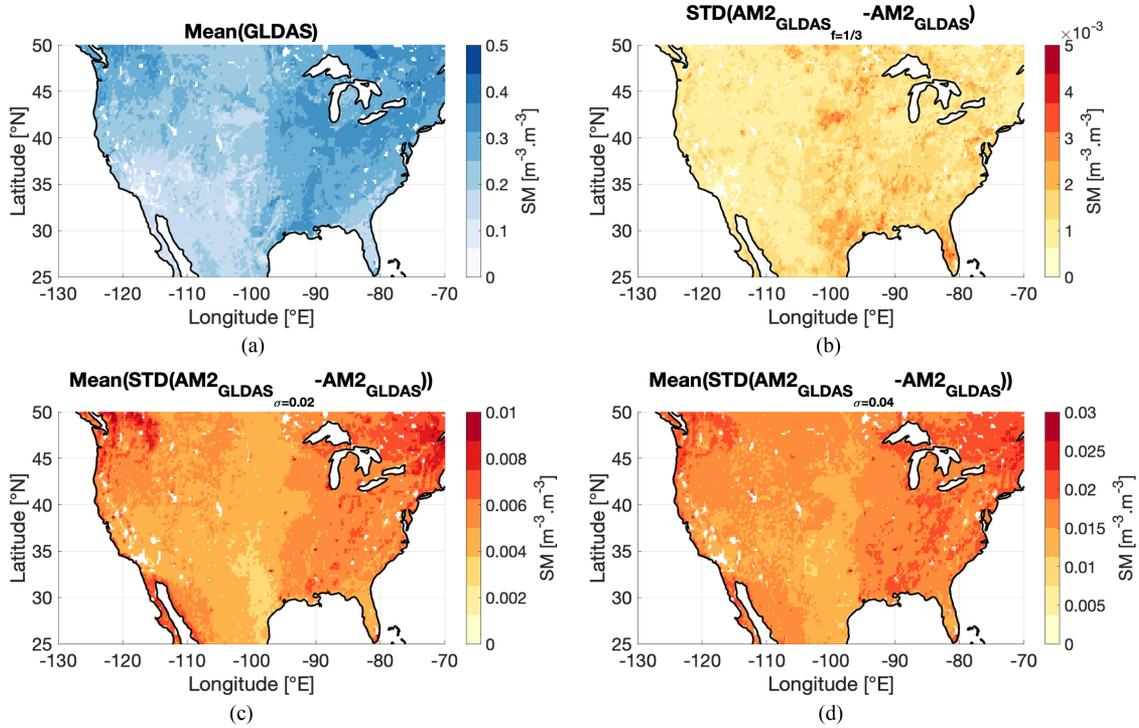 Mean(GLDAS)
50
45
40
35
30
25
Latitude [°N]
-130 -120 -110 -100 -90 -80 -70
Longitude [°E]
0.5
0.4
0.3
0.2
0.1
0
SM [m⁻³.m⁻³]
(a)
STD(AM2GLDASf=1/3 -AM2GLDAS)
×10⁻³
50
45
40
35
30
25
Latitude [°N]
-130 -120 -110 -100 -90 -80 -70
Longitude [°E]
5
4
3
2
1
0
SM [m⁻³.m⁻³]
(b)
Mean(STD(AM2GLDASσ=0.02 -AM2GLDAS))
50
45
40
35
30
25
Latitude [°N]
-130 -120 -110 -100 -90 -80 -70
Longitude [°E]
0.01
0.008
0.006
0.004
0.002
0
SM [m⁻³.m⁻³]
(c)
Mean(STD(AM2GLDASσ=0.04 -AM2GLDAS))
50
45
40
35
30
25
Latitude [°N]
-130 -120 -110 -100 -90 -80 -70
Longitude [°E]
0.03
0.025
0.02
0.015
0.01
0.005
0
SM [m⁻³.m⁻³]
(d)